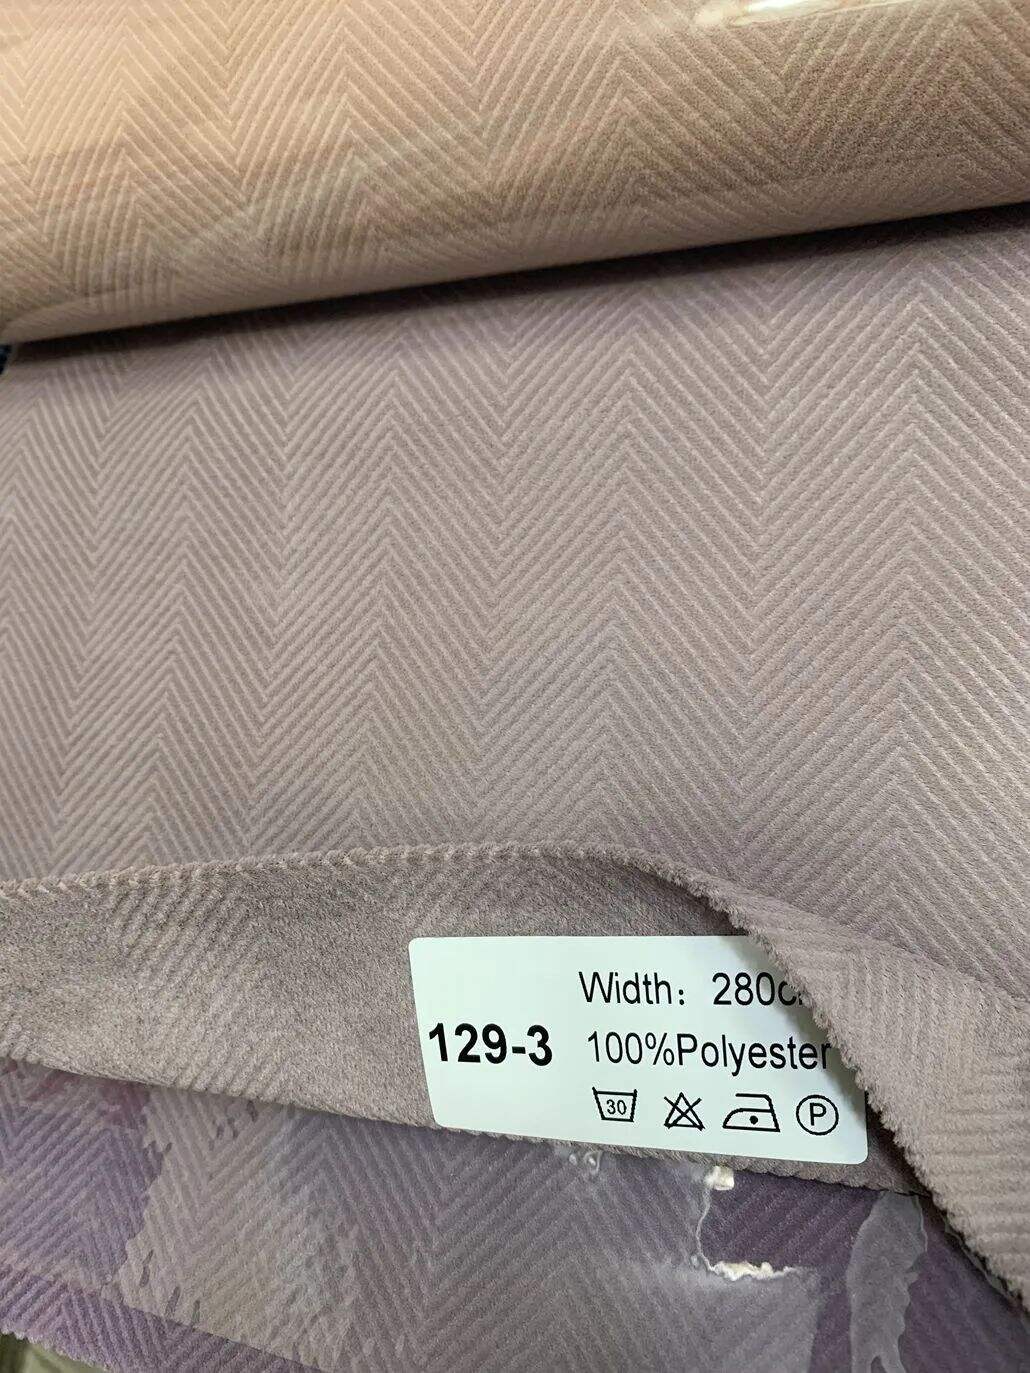 Width: 280c
129-3 100%Polyester
30 P